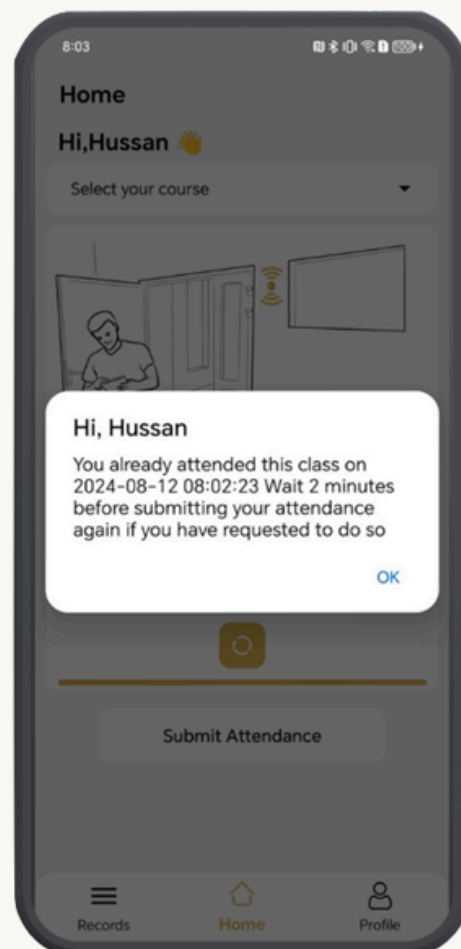 8:03
Home
Hi,Hussan 👋
Select your course
Hi, Hussan
You already attended this class on
2024-08-12 08:02:23 Wait 2 minutes
before submitting your attendance
again if you have requested to do so
OK
Submit Attendance
Records
Home
Profile